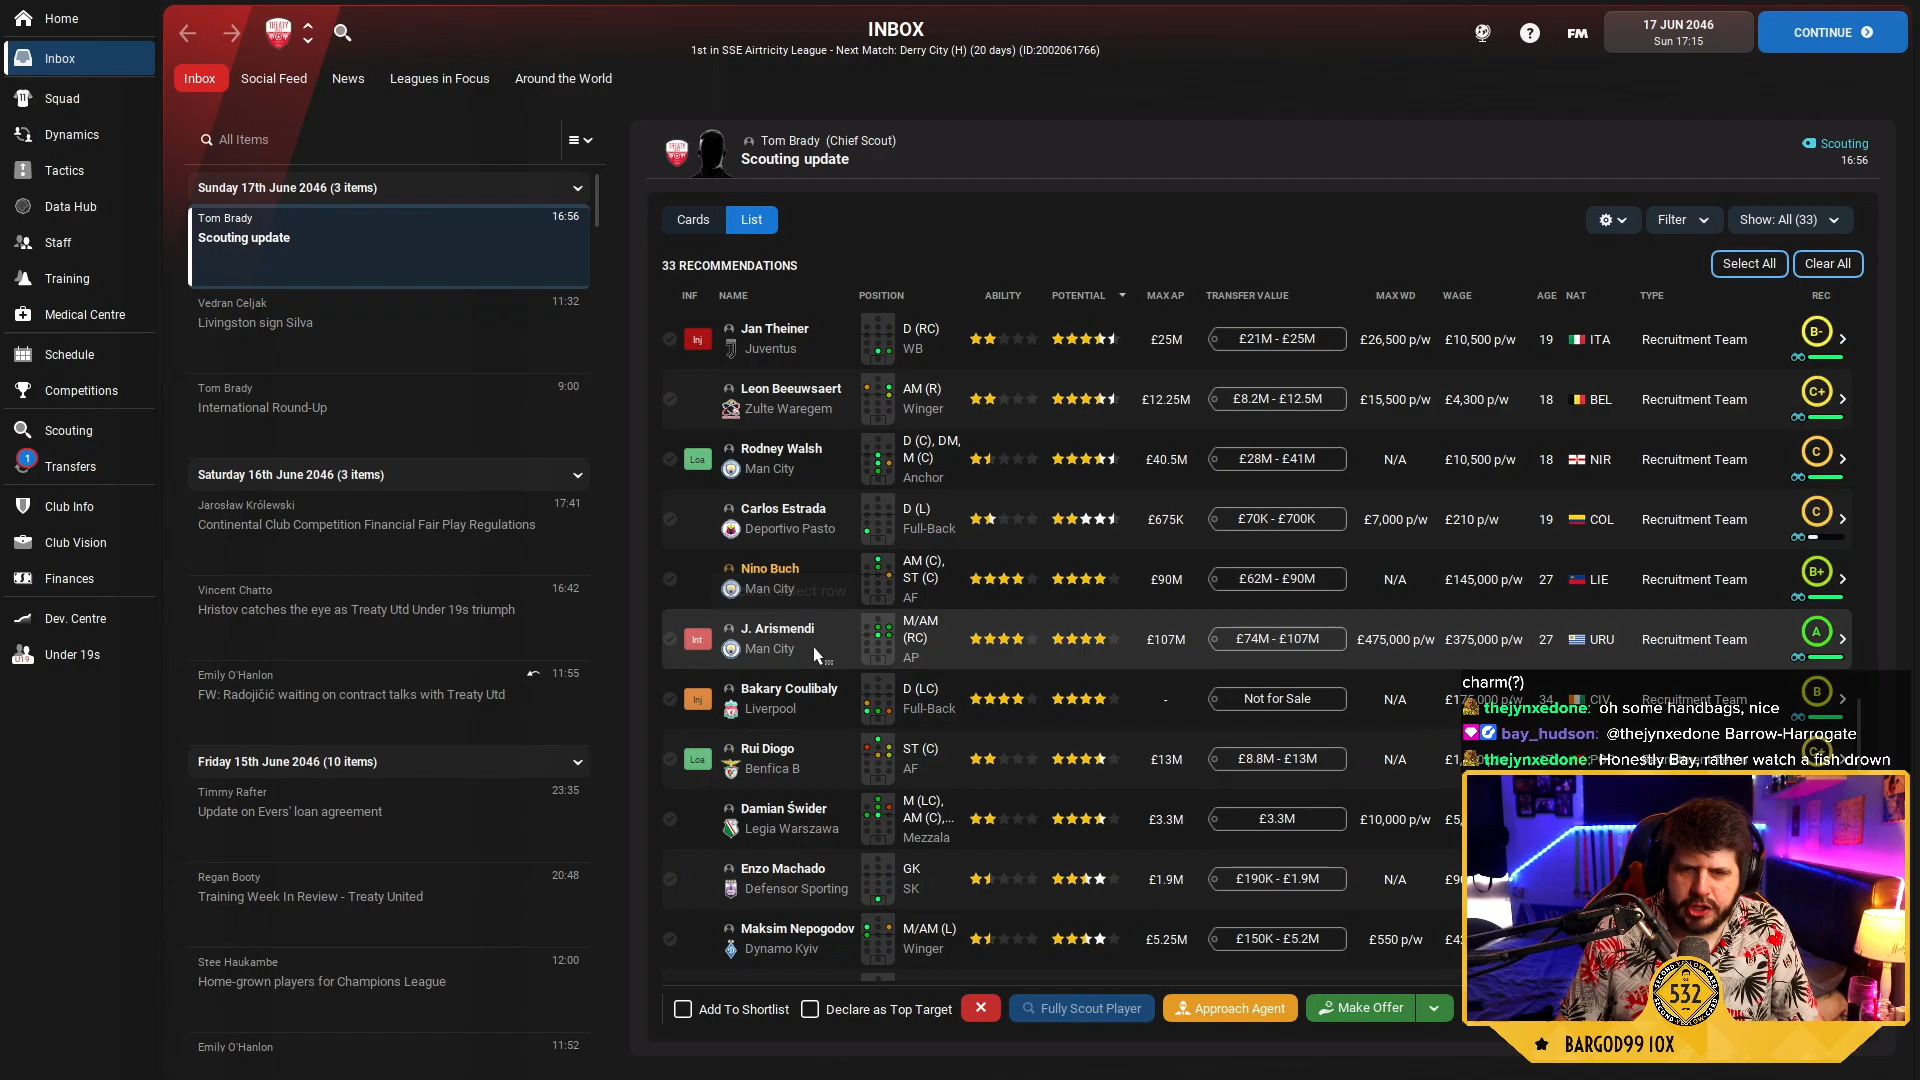 Home
Inbox
Squad
Dynamics
Tactics
Data Hub
Staff
Training
Medical Centre
Schedule
Competitions
Scouting
1
Transfers
Club Info
Club Vision
Finances
Dev. Centre
U19
Under 19s
TREATY
INBOX
1st in SSE Airtricity League - Next Match: Derry City (H) (20 days) (ID:2002061766)
FM
17 JUN 2046
Sun 17:15
CONTINUE
Inbox Social Feed News Leagues in Focus Around the World
All Items
Sunday 17th June 2046 (3 items)
Tom Brady 16:56
Scouting update
Vedran Celjak 11:32
Livingston sign Silva
Tom Brady 9:00
International Round-Up
Saturday 16th June 2046 (3 items)
Jarosław Królewski 17:41
Continental Club Competition Financial Fair Play Regulations
Vincent Chatto 16:42
Hristov catches the eye as Treaty Utd Under 19s triumph
Emily O'Hanlon 11:55
FW: Radojičić waiting on contract talks with Treaty Utd
Friday 15th June 2046 (10 items)
Timmy Rafter 23:35
Update on Evers' loan agreement
Regan Booty 20:48
Training Week In Review - Treaty United
Stee Haukambe 12:00
Home-grown players for Champions League
Emily O'Hanlon 11:52
TREATY
Tom Brady (Chief Scout)
Scouting update
Scouting
16:56
Cards List
Filter Show: All (33)
33 RECOMMENDATIONS
Select All Clear All
INF NAME POSITION ABILITY POTENTIAL MAX AP TRANSFER VALUE MAX WD WAGE AGE NAT TYPE REC
Inj Jan Theiner Juventus D (RC) WB £25M £21M - £25M £26,500 p/w £10,500 p/w 19 ITA Recruitment Team B-
Leon Beeuwsaert Zulte Waregem AM (R) Winger £12.25M £8.2M - £12.5M £15,500 p/w £4,300 p/w 18 BEL Recruitment Team C+
Loa Rodney Walsh Man City D (C), DM, M (C) Anchor £40.5M £28M - £41M N/A £10,500 p/w 18 NIR Recruitment Team C
Carlos Estrada Deportivo Pasto D (L) Full-Back £675K £70K - £700K £7,000 p/w £210 p/w 19 COL Recruitment Team C
Nino Buch Man City AM (C), ST (C) AF £90M £62M - £90M N/A £145,000 p/w 27 LIE Recruitment Team B+
select row
Int J. Arismendi Man City M/AM (RC) AP £107M £74M - £107M £475,000 p/w £375,000 p/w 27 URU Recruitment Team A
Inj Bakary Coulibaly Liverpool D (LC) Full-Back - Not for Sale N/A £175,000 p/w 34 CIV Recruitment Team B
Loa Rui Diogo Benfica B ST (C) AF £13M £8.8M - £13M N/A
Damian Świder Legia Warszawa M (LC), AM (C),... Mezzala £3.3M £3.3M £10,000 p/w
Enzo Machado Defensor Sporting GK SK £1.9M £190K - £1.9M N/A
Maksim Nepogodov Dynamo Kyiv M/AM (L) Winger £5.25M £150K - £5.2M £550 p/w
Add To Shortlist Declare as Top Target Fully Scout Player Approach Agent Make Offer
charm(?)
thejynxedone: oh some handbags, nice
bay_hudson: @thejynxedone Barrow-Harrogate
thejynxedone: Honestly Bay, rather watch a fish drown
SECOND YELLOW CARD
532
SECOND YELLOW CARD
BARGOD99 10X